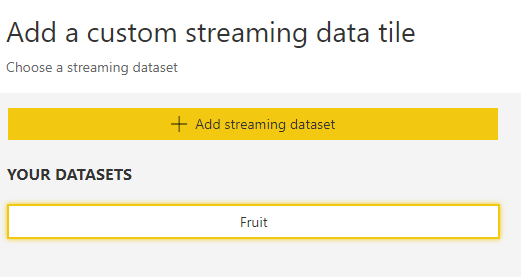 Add a custom streaming data tile
Choose a streaming dataset
Add streaming dataset
YOUR DATASETS
Fruit